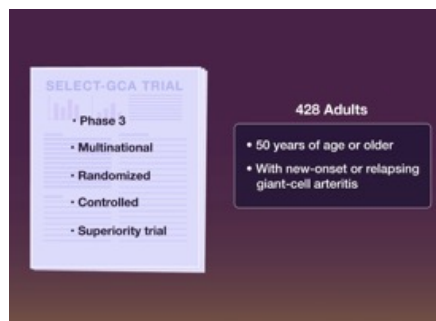 SELECT-GCA TRIAL
• Phase 3
• Multinational
• Randomized
• Controlled
• Superiority trial
428 Adults
• 50 years of age or older
• With new-onset or relapsing
giant-cell arteritis